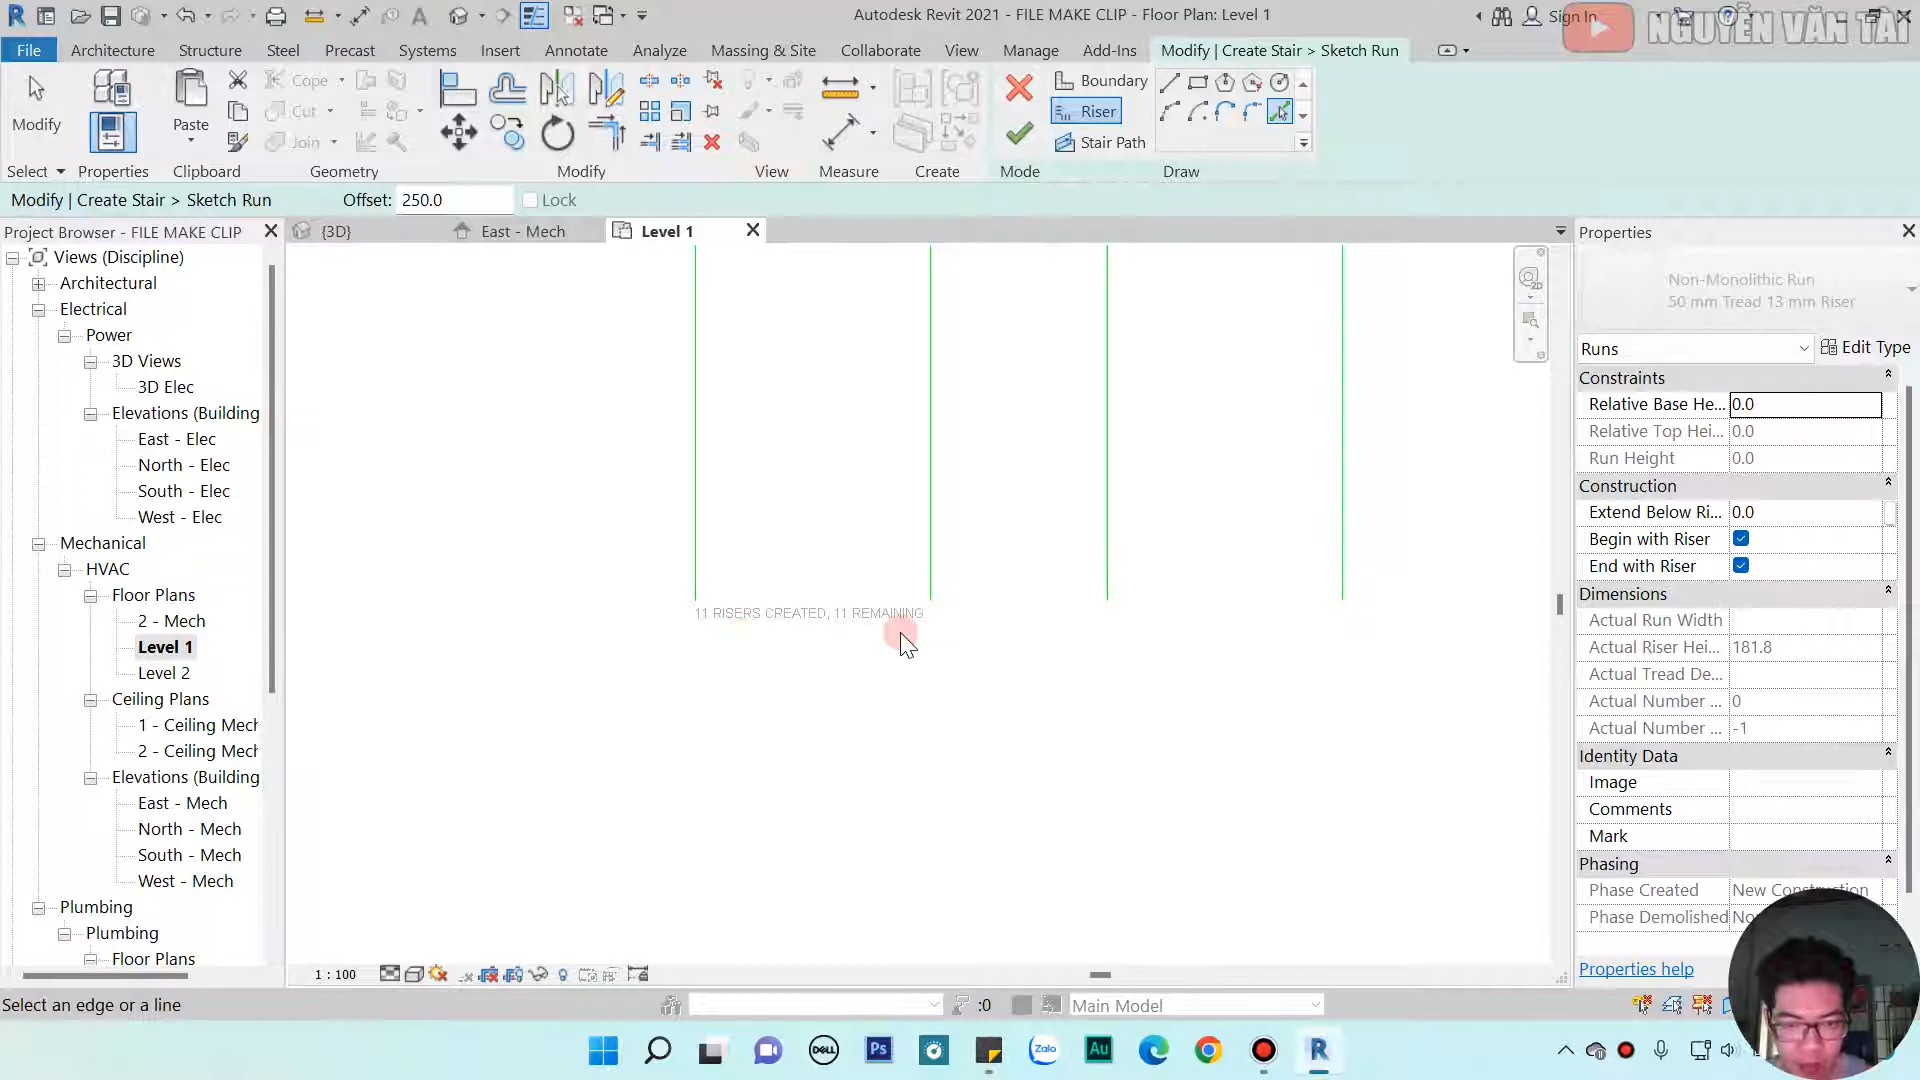 Autodesk Revit 2021 - FILE MAKE CLIP - Floor Plan: Level 1
Sign In
NGUYỄN VĂN TÀI
File Architecture Structure Steel Precast Systems Insert Annotate Analyze Massing & Site Collaborate View Manage Add-Ins Modify | Create Stair > Sketch Run
Cope
Boundary
Cut
Riser
Modify
Paste
Join
Stair Path
Select Properties Clipboard Geometry Modify View Measure Create Mode Draw
Modify | Create Stair > Sketch Run Offset: 250.0 Lock
Project Browser - FILE MAKE CLIP
{3D} East - Mech Level 1
Views (Discipline)
Architectural
Electrical
Power
3D Views
3D Elec
Elevations (Building
East - Elec
North - Elec
South - Elec
West - Elec
Mechanical
HVAC
Floor Plans
2 - Mech
Level 1
Level 2
Ceiling Plans
1 - Ceiling Mech
2 - Ceiling Mech
Elevations (Building
East - Mech
North - Mech
South - Mech
West - Mech
Plumbing
Plumbing
Floor Plans
2D
11 RISERS CREATED, 11 REMAINING
1 : 100
Properties
Non-Monolithic Run
50 mm Tread 13 mm Riser
Runs Edit Type
Constraints
Relative Base He... 0.0
Relative Top Hei... 0.0
Run Height 0.0
Construction
Extend Below Ri... 0.0
Begin with Riser
End with Riser
Dimensions
Actual Run Width
Actual Riser Hei... 181.8
Actual Tread De...
Actual Number ... 0
Actual Number ... -1
Identity Data
Image
Comments
Mark
Phasing
Phase Created New Construction
Phase Demolished
Properties help
Select an edge or a line
:0
Main Model
DELL
Ps
Zalo
Au
R